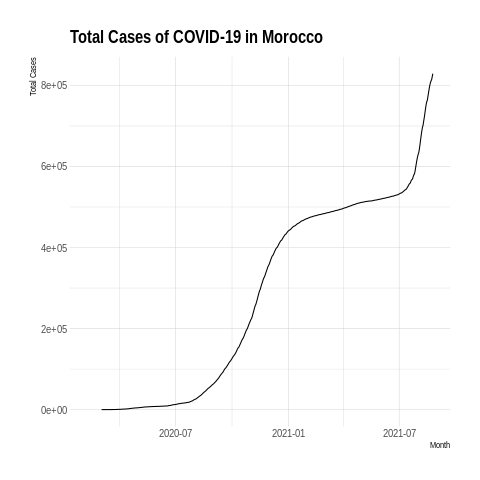 Total Cases of COVID-19 in Morocco
Total Cases
8e+05
6e+05
4e+05
2e+05
0e+00
2020-07 2021-01 2021-07
Month